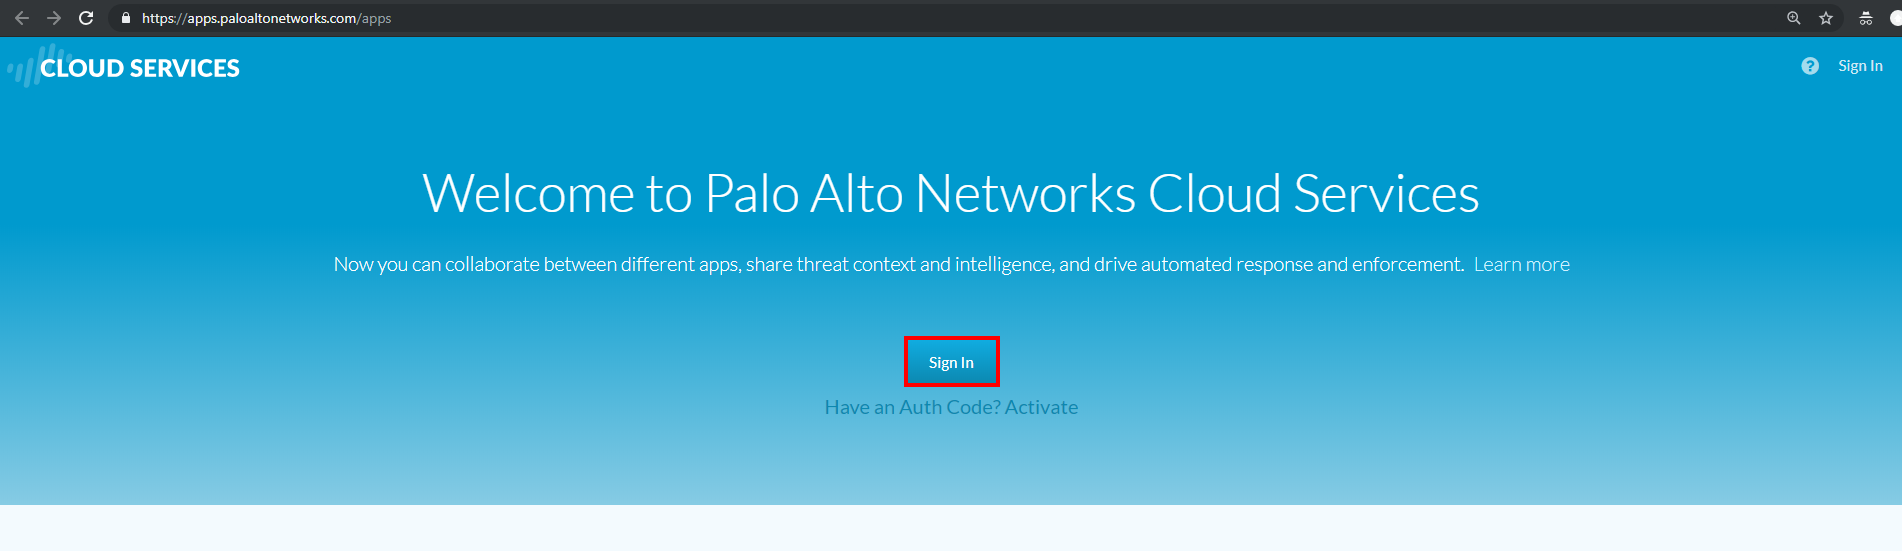 https://apps.paloaltonetworks.com/apps
CLOUD SERVICES
? Sign In
Welcome to Palo Alto Networks Cloud Services
Now you can collaborate between different apps, share threat context and intelligence, and drive automated response and enforcement. Learn more
Sign In
Have an Auth Code? Activate